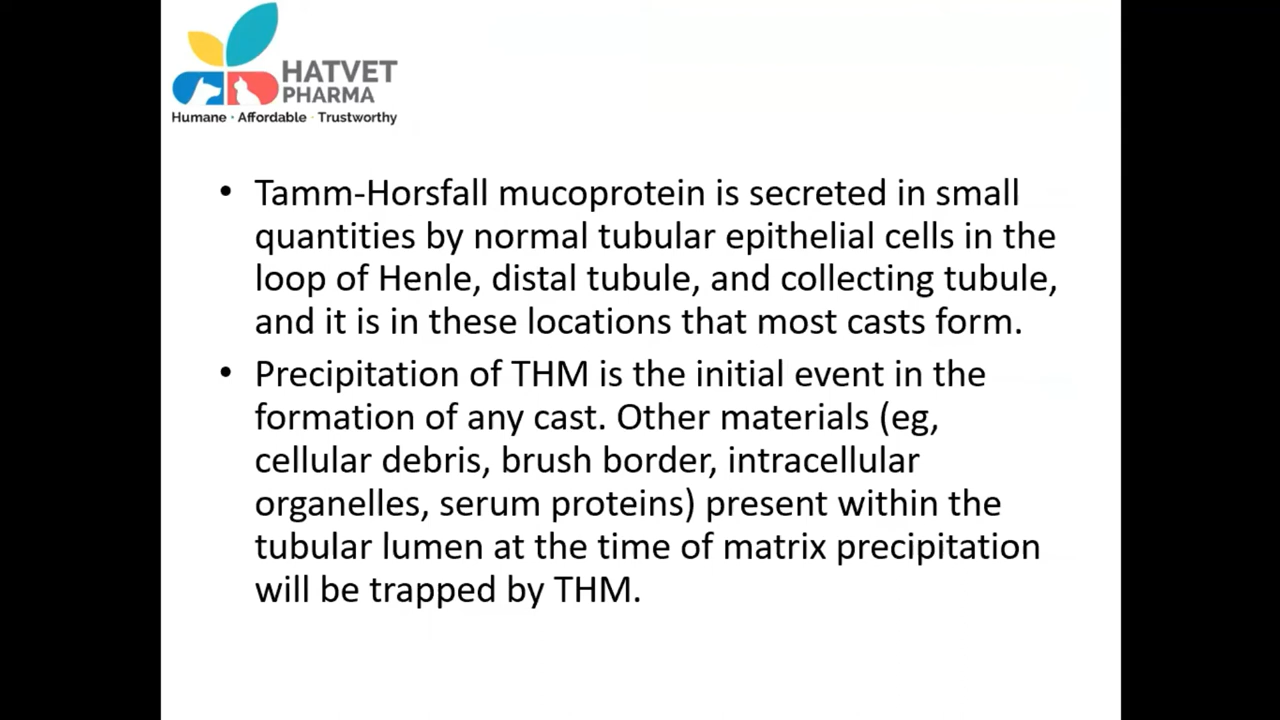 HATVET
PHARMA
Humane · Affordable · Trustworthy
• Tamm-Horsfall mucoprotein is secreted in small
quantities by normal tubular epithelial cells in the
loop of Henle, distal tubule, and collecting tubule,
and it is in these locations that most casts form.
• Precipitation of THM is the initial event in the
formation of any cast. Other materials (eg,
cellular debris, brush border, intracellular
organelles, serum proteins) present within the
tubular lumen at the time of matrix precipitation
will be trapped by THM.